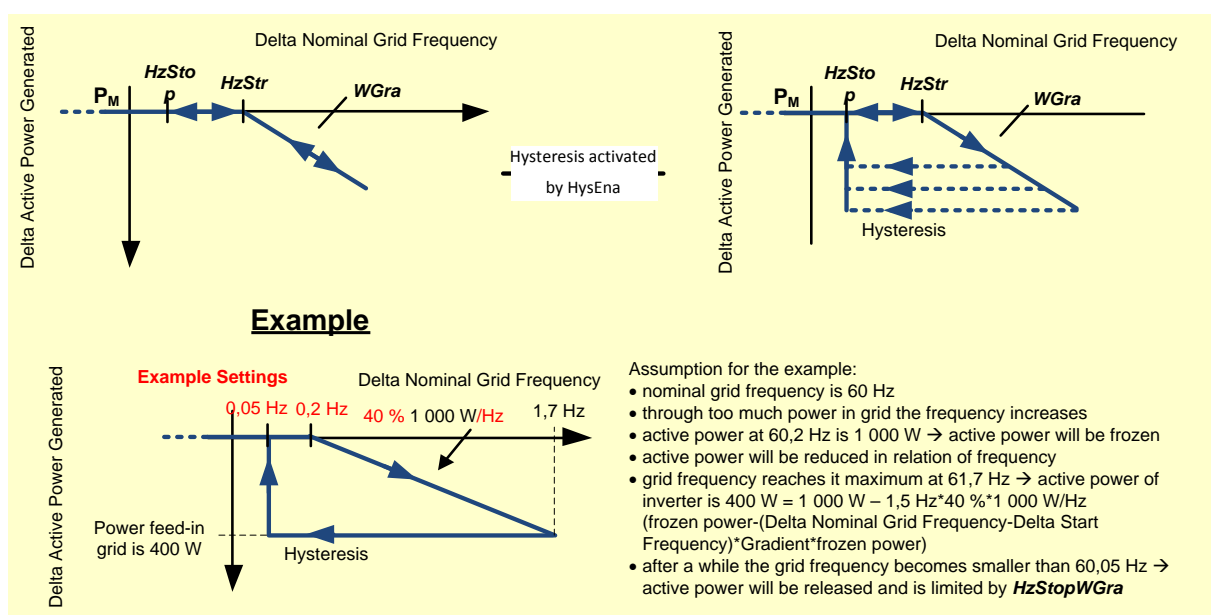 Delta Active Power Generated
Delta Nominal Grid Frequency
HzSto
p
HzStr
PM
WGra
Hysteresis activated
by HysEna
Delta Active Power Generated
Delta Nominal Grid Frequency
HzSto
p
HzStr
PM
WGra
Hysteresis
Example
Delta Active Power Generated
Example Settings
Delta Nominal Grid Frequency
0,05 Hz
0,2 Hz
40 % 1 000 W/Hz
1,7 Hz
Power feed-in
grid is 400 W
Hysteresis
Assumption for the example:
• nominal grid frequency is 60 Hz
• through too much power in grid the frequency increases
• active power at 60,2 Hz is 1 000 W → active power will be frozen
• active power will be reduced in relation of frequency
• grid frequency reaches it maximum at 61,7 Hz → active power of
inverter is 400 W = 1 000 W – 1,5 Hz*40 %*1 000 W/Hz
(frozen power-(Delta Nominal Grid Frequency-Delta Start
Frequency)*Gradient*frozen power)
• after a while the grid frequency becomes smaller than 60,05 Hz →
active power will be released and is limited by HzStopWGra